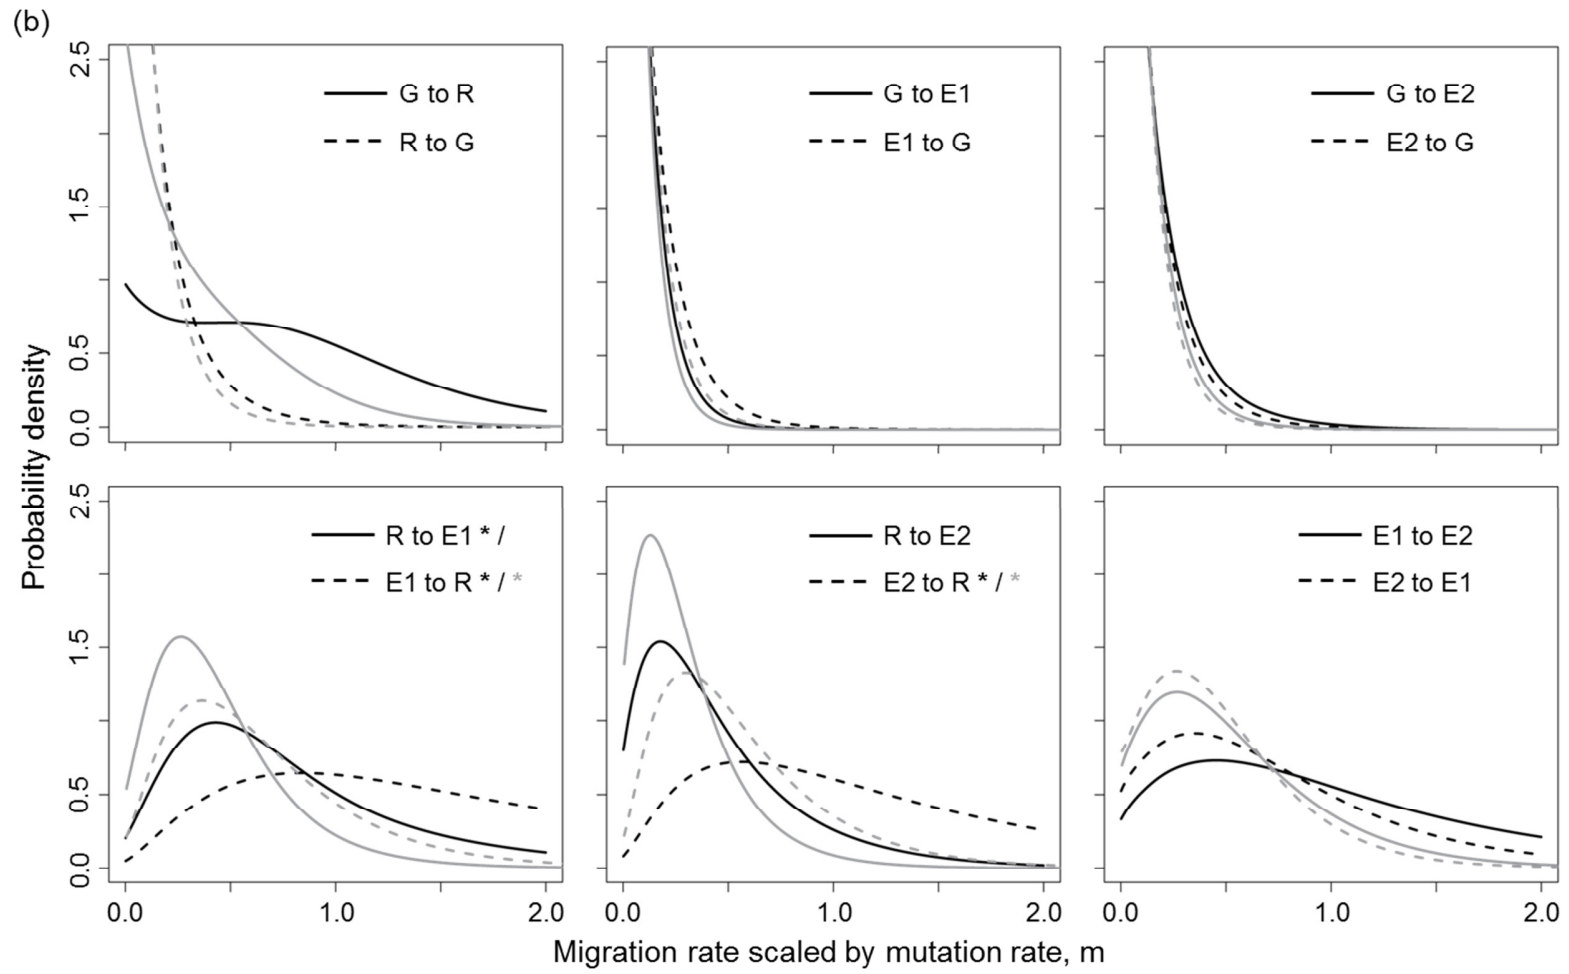 (b)
G to R
R to G
G to E1
E1 to G
G to E2
E2 to G
2.5
1.5
0.5
0.0
R to E1 * /
E1 to R * / *
R to E2
E2 to R * / *
E1 to E2
E2 to E1
2.5
1.5
0.5
0.0
Probability density
0.0 1.0 2.0 0.0 1.0 2.0 0.0 1.0 2.0
Migration rate scaled by mutation rate, m